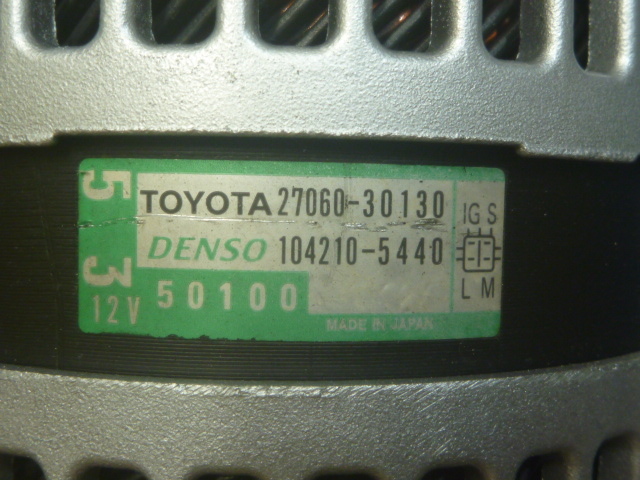 5 3
TOYOTA 27060-30130
DENSO 104210-5440
12V 50100
IG S
L M
MADE IN JAPAN